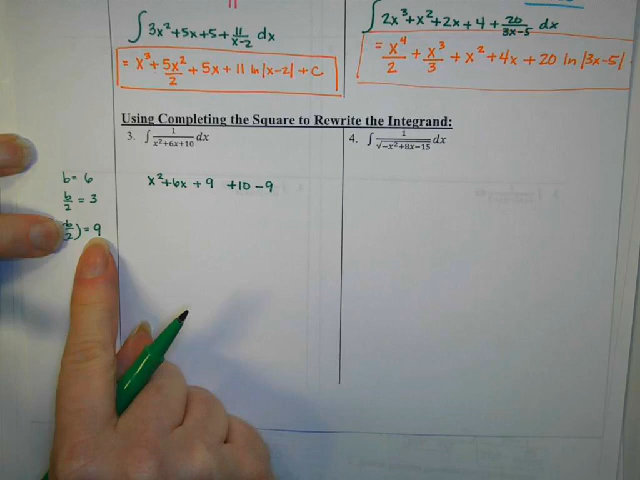 11
∫ 3x²+5x+5+ 11/x-2 dx
= x³ + 5x²/2 + 5x + 11 ln|x-2| + C
∫ 2x³+x²+2x+4+ 20/3x-5 dx
= x⁴/2 + x³/3 + x² + 4x + 20 ln|3x-5|
Using Completing the Square to Rewrite the Integrand:
3. ∫ 1/x²+6x+10 dx
4. ∫ 1/√-x²+8x-15 dx
b = 6
b/2 = 3
b/2) = 9
x²+6x + 9 +10 - 9